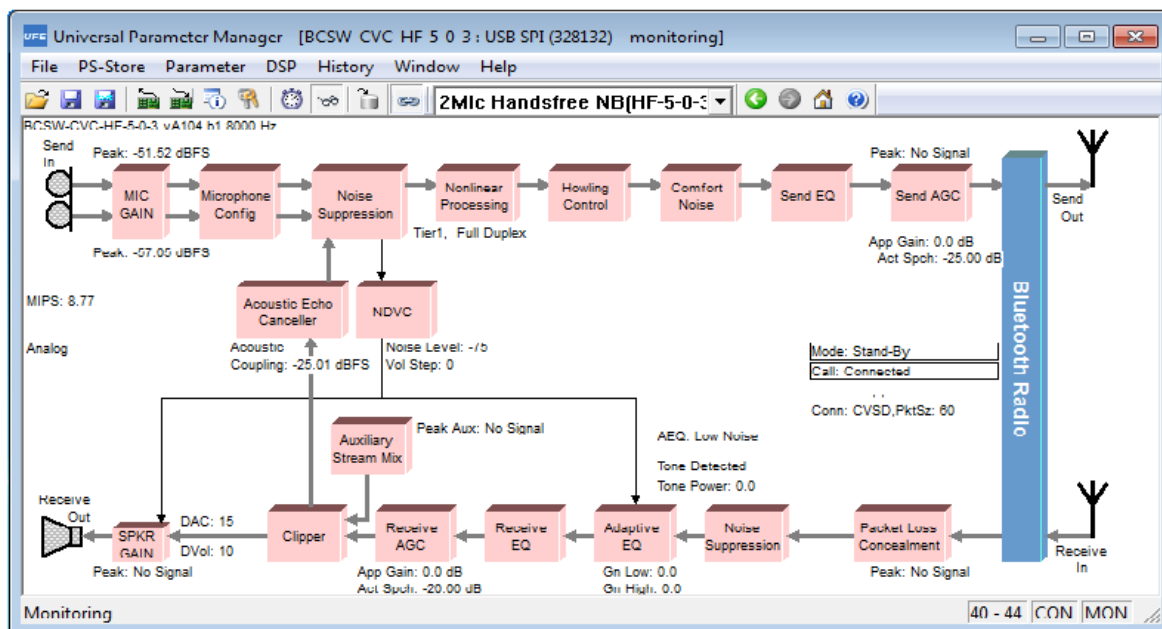 UFE Universal Parameter Manager [BCSW_CVC_HF_5_0_3 : USB SPI (328132) monitoring]
File PS-Store Parameter DSP History Window Help
2Mic Handsfree NB(HF-5-0-3
BCSW-CVC-HF-5-0-3 vA104 b1 8000 Hz
Send
In
Peak: -51.52 dBFS
Peak: No Signal
MIC
GAIN
Microphone
Config
Noise
Suppression
Nonlinear
Processing
Howling
Control
Comfort
Noise
Send EQ
Send AGC
Send
Out
Tier1, Full Duplex
Peak: -57.05 dBFS
App Gain: 0.0 dB
Act Spch: -25.00 dB
MIPS: 8.77
Acoustic Echo
Canceller
NDVC
Bluetooth Radio
Analog
Acoustic
Coupling: -25.01 dBFS
Noise Level: -75
Vol Step: 0
Mode: Stand-By
Call: Connected
, ,
Conn: CVSD,PktSz: 60
Auxiliary
Stream Mix
Peak Aux: No Signal
AEQ: Low Noise
Tone Detected
Tone Power: 0.0
Receive
Out
DAC: 15
SPKR
GAIN
DVol: 10
Clipper
Receive
AGC
Receive
EQ
Adaptive
EQ
Noise
Suppression
Packet Loss
Concealment
Receive
In
Peak: No Signal
App Gain: 0.0 dB
Act Spch: -20.00 dB
Gn Low: 0.0
Gn High: 0.0
Peak: No Signal
Monitoring
40 - 44 CON MON